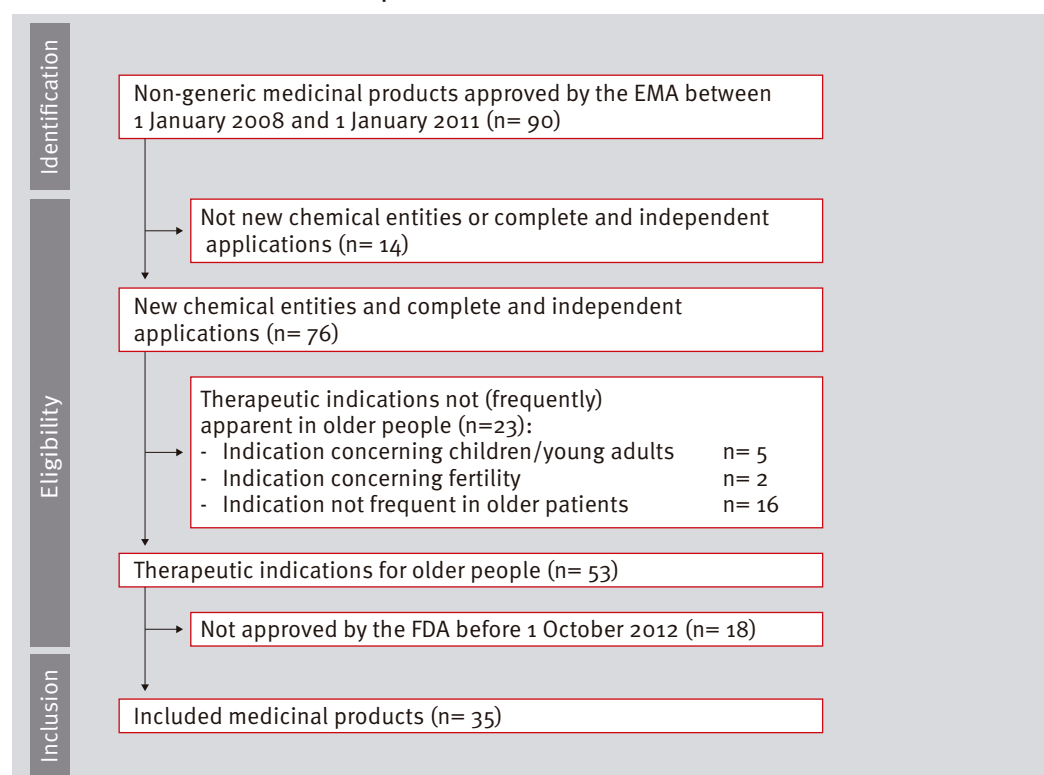 Identification
Non-generic medicinal products approved by the EMA between
1 January 2008 and 1 January 2011 (n= 90)
Eligibility
Not new chemical entities or complete and independent
applications (n= 14)
New chemical entities and complete and independent
applications (n= 76)
Therapeutic indications not (frequently)
apparent in older people (n=23):
- Indication concerning children/young adults n= 5
- Indication concerning fertility n= 2
- Indication not frequent in older patients n= 16
Therapeutic indications for older people (n= 53)
Not approved by the FDA before 1 October 2012 (n= 18)
Inclusion
Included medicinal products (n= 35)